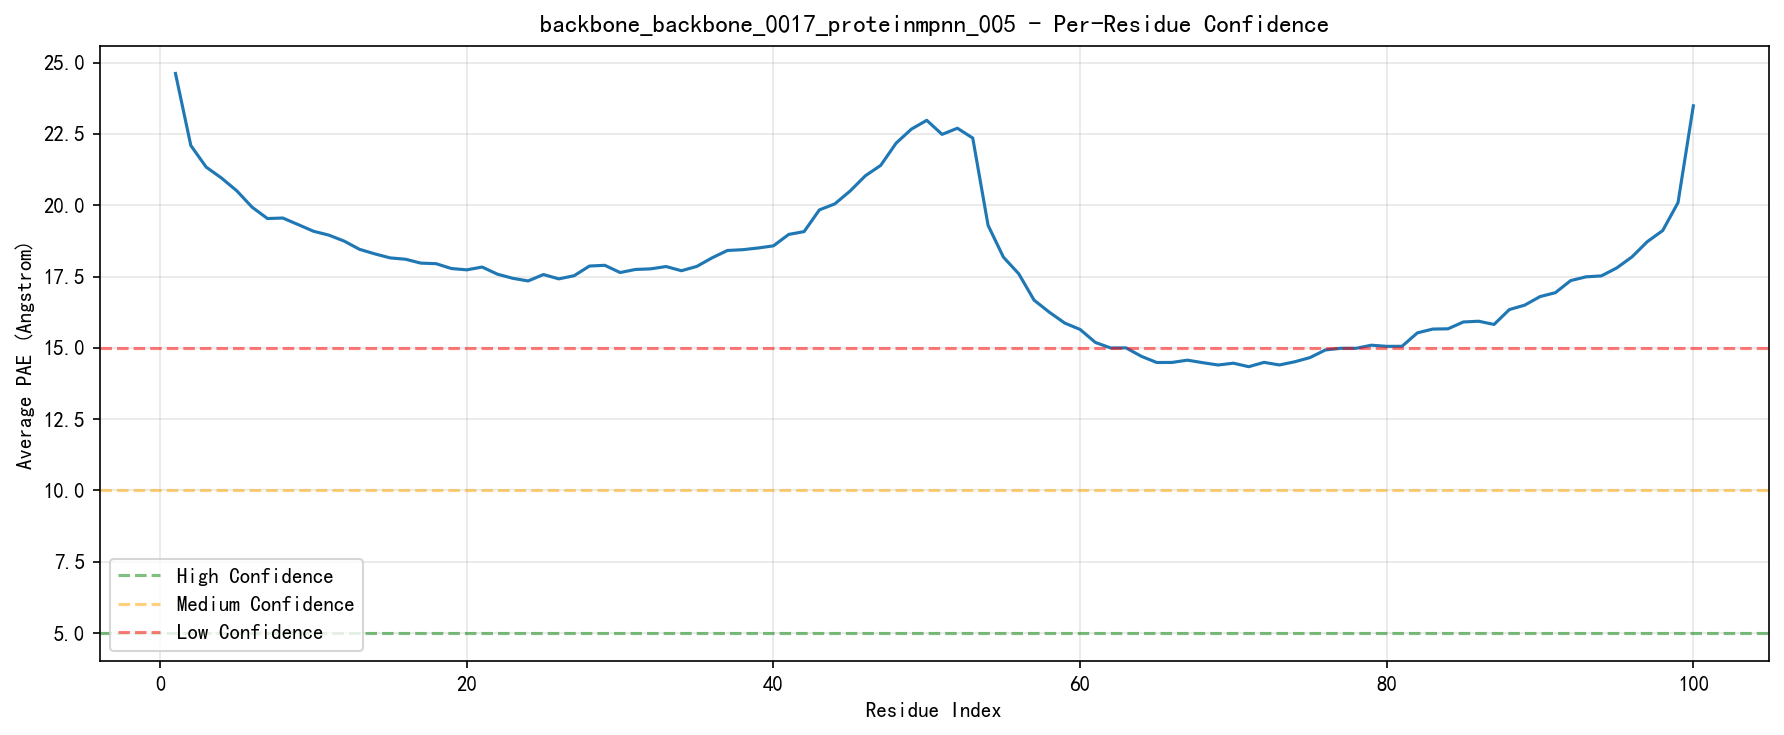 backbone_backbone_0017_proteinmpnn_005 - Per-Residue Confidence
25.0
22.5
20.0
17.5
15.0
12.5
10.0
7.5
5.0
Average PAE (Angstrom)
High Confidence
Medium Confidence
Low Confidence
0 20 40 60 80 100
Residue Index